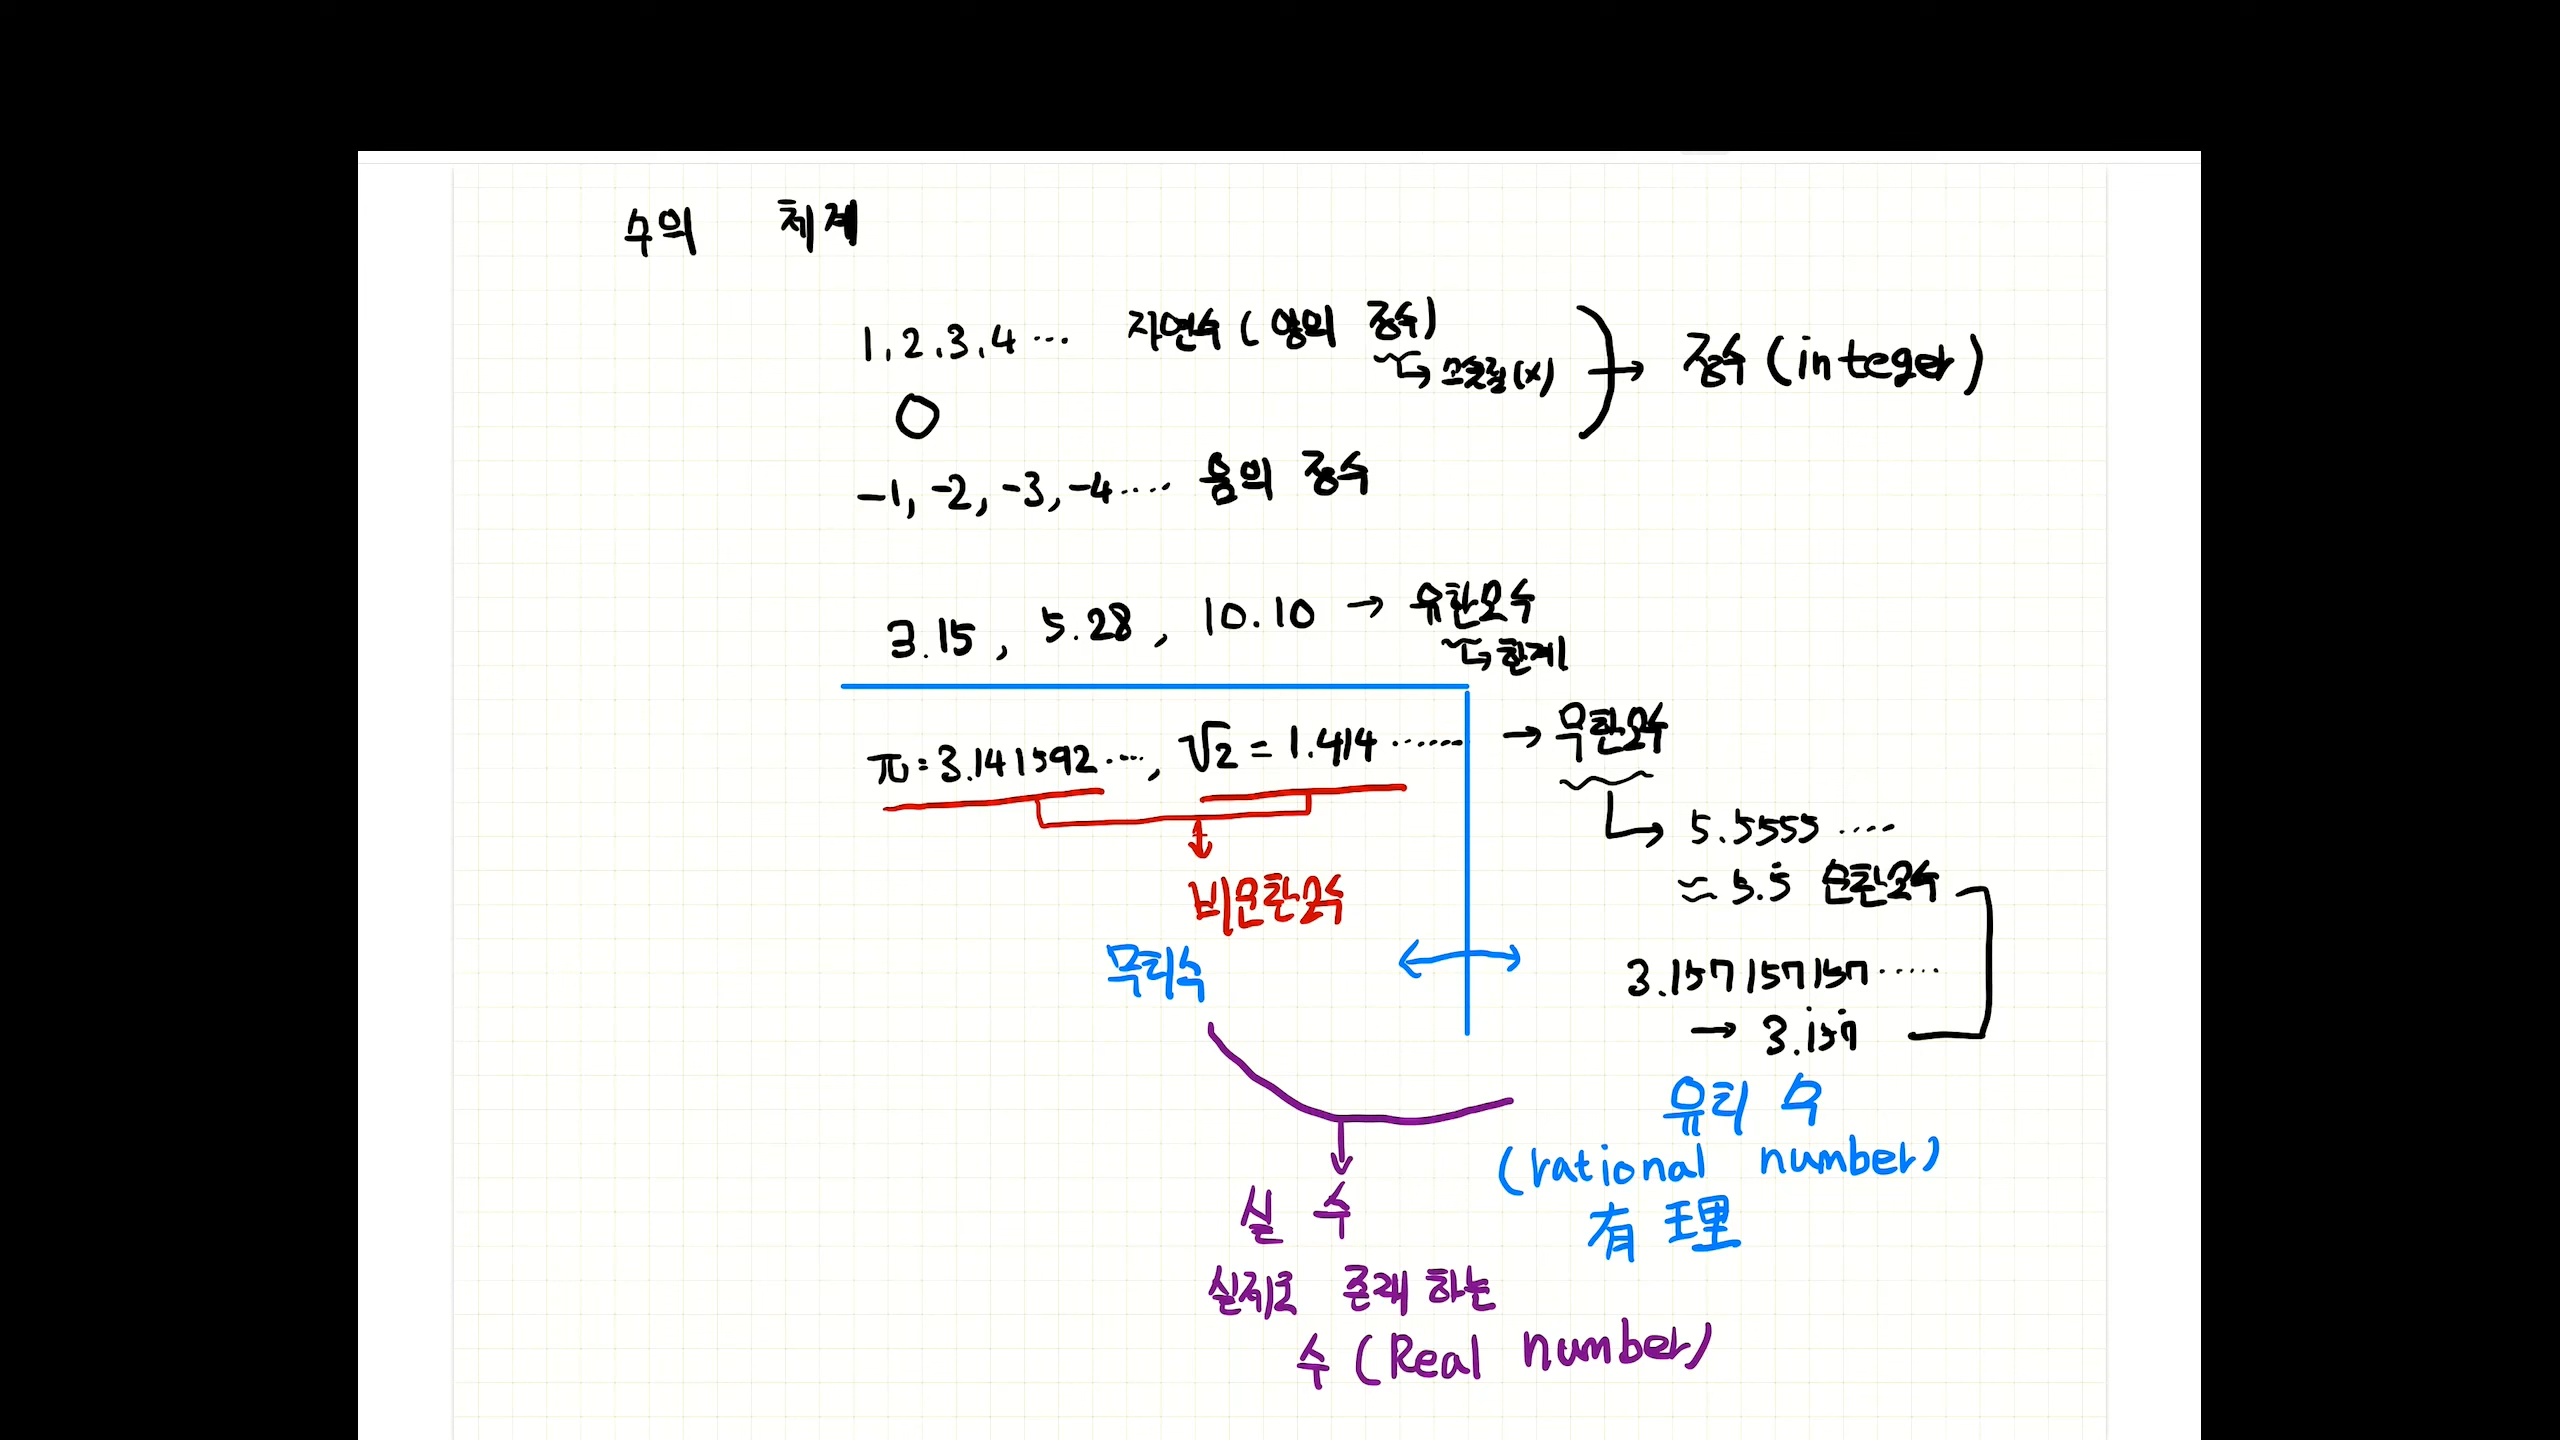 수의 체계
1, 2, 3, 4 ... 자연수 ( 양의 정수)
↳ 소숫점 (x)
→ 정수 (integer)
0
-1, -2, -3, -4 .... 음의 정수
3.15 , 5.28 , 10.10 → 유한소수
↳ 한계
π = 3.141592 ..., √2 = 1.414 ...... → 무한소수
↳ 5.5555 ....
≈ 5.5̇ 순환소수
비순환소수
무리수
3.157157157 .....
→ 3.1̇57̇
유리수
(rational number)
有理
실수
실제로 존재하는
수 (Real number)